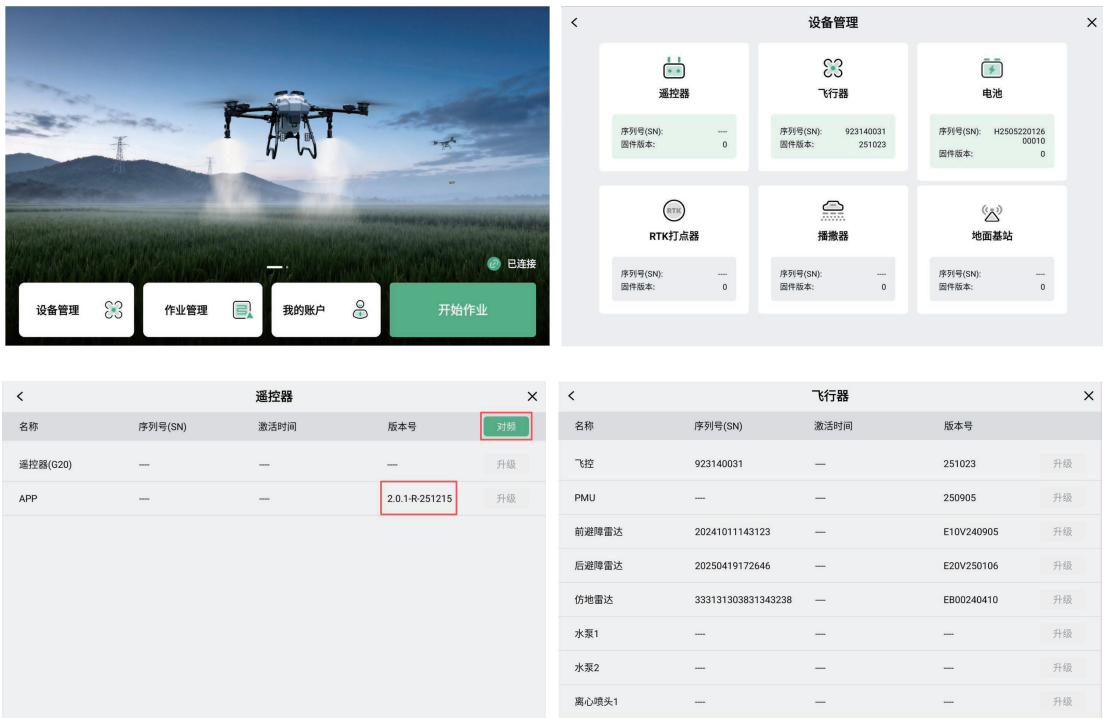 已连接
设备管理
作业管理
我的账户
开始作业
设备管理
遥控器
序列号(SN): ----
固件版本: 0
飞行器
序列号(SN): 923140031
固件版本: 251023
电池
序列号(SN): H2505220126
00010
固件版本: 0
RTK
RTK打点器
序列号(SN): ----
固件版本: 0
播撒器
序列号(SN): ----
固件版本: 0
地面基站
序列号(SN): ----
固件版本: 0
遥控器
名称 序列号(SN) 激活时间 版本号 对频
遥控器(G20) ---- ---- ---- 升级
APP ---- ---- 2.0.1-R-251215 升级
飞行器
名称 序列号(SN) 激活时间 版本号
飞控 923140031 ---- 251023 升级
PMU ---- ---- 250905 升级
前避障雷达 20241011143123 ---- E10V240905 升级
后避障雷达 20250419172646 ---- E20V250106 升级
仿地雷达 333131303831343238 ---- EB00240410 升级
水泵1 ---- ---- ---- 升级
水泵2 ---- ---- ---- 升级
离心喷头1 ---- ---- ---- 升级